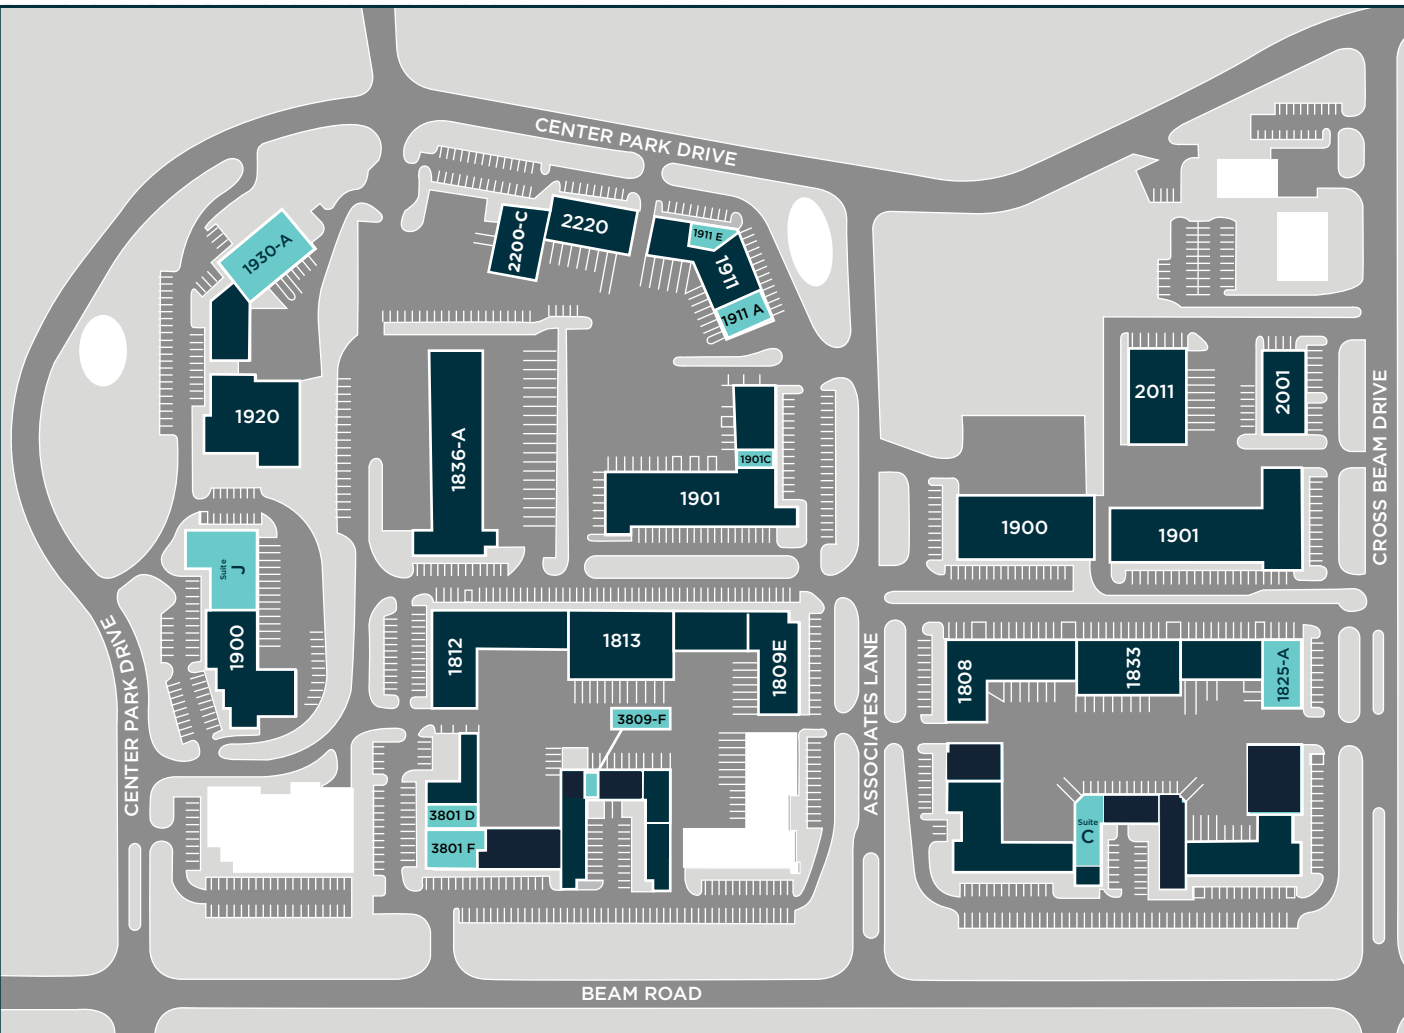 CENTER PARK DRIVE
1930-A
2200-C
2220
1911 E
1911
1911 A
1920
1836-A
1901C
1901
2011
2001
CROSS BEAM DRIVE
1900
1901
Suite
J
1900
CENTER PARK DRIVE
1812
1813
1809E
ASSOCIATES LANE
1808
1833
1825-A
3809-F
3801 D
3801 F
Suite
C
BEAM ROAD